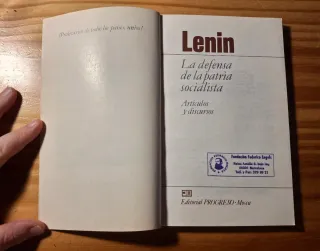 ¡Proletarios de todos los países, uníos!
Lenin
La defensa
de la patria
socialista
Artículos
y discursos
Fundación Federico Engels
Barcelona
Editorial PROGRESO · Moscú